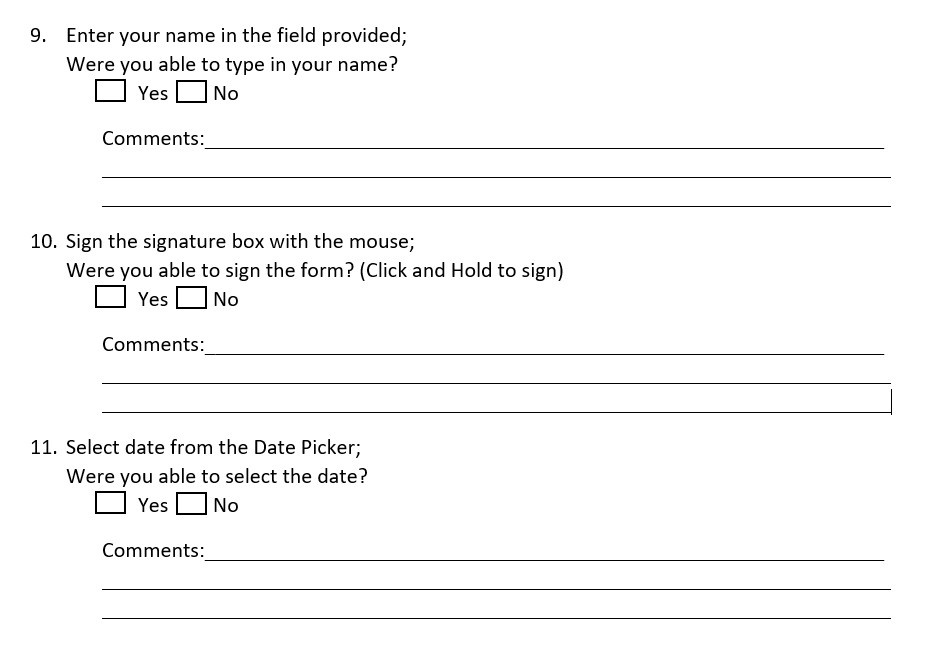 9. Enter your name in the field provided;
Were you able to type in your name?
Yes No
Comments:
10. Sign the signature box with the mouse;
Were you able to sign the form? (Click and Hold to sign)
Yes No
Comments:
11. Select date from the Date Picker;
Were you able to select the date?
Yes No
Comments: